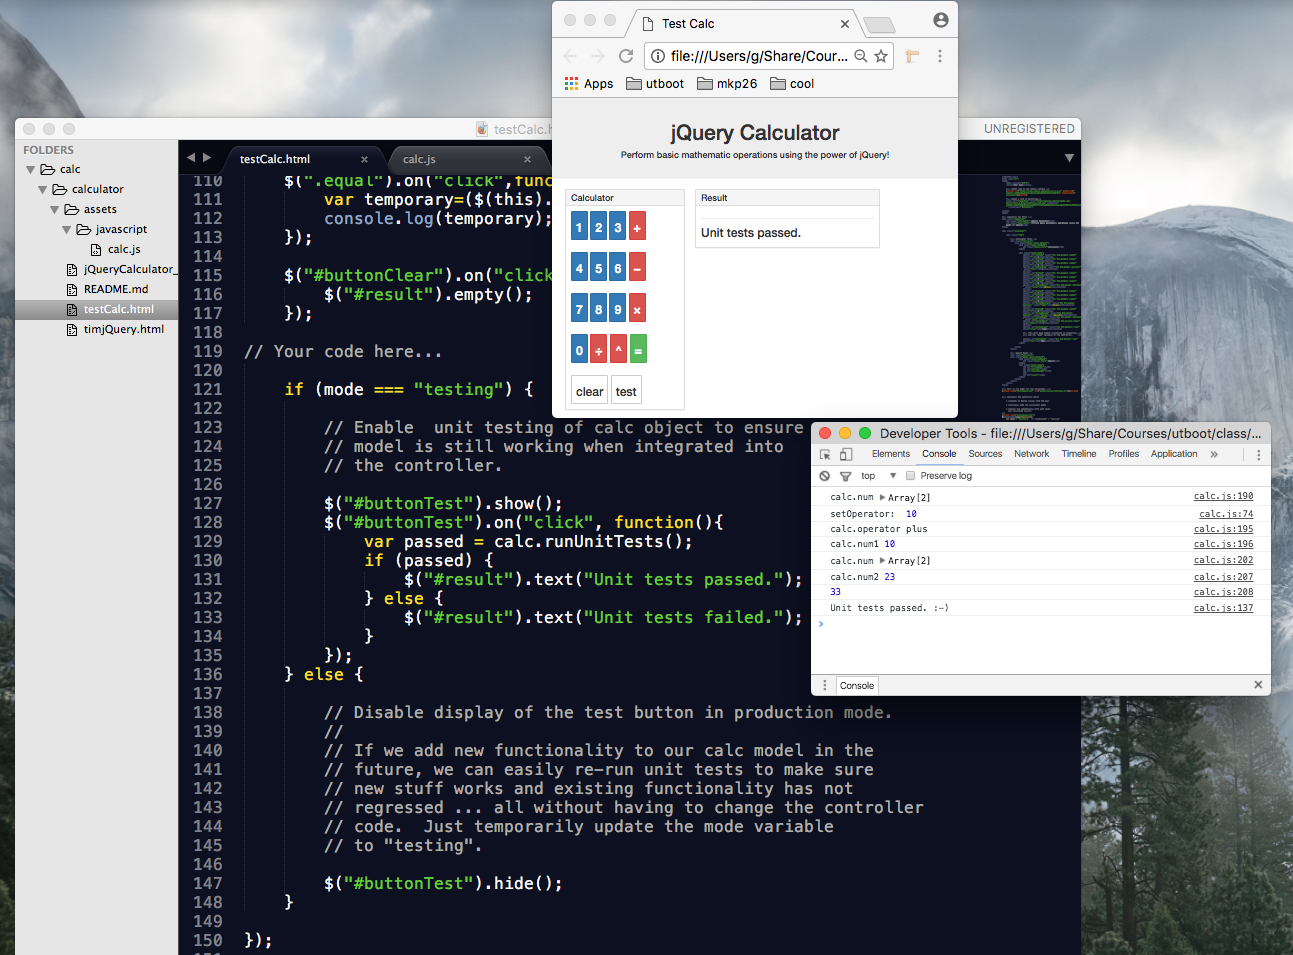 Test Calc
file:///Users/g/Share/Cour...
Apps utboot mkp26 cool
jQuery Calculator
Perform basic mathematic operations using the power of jQuery!
Calculator
1 2 3 +
4 5 6 −
7 8 9 ×
0 ÷ ^ =
clear test
Result
Unit tests passed.
testCalc.h
UNREGISTERED
FOLDERS
calc
calculator
assets
javascript
calc.js
jQueryCalculator_
README.md
testCalc.html
timjQuery.html
testCalc.html × calc.js ×
110 $(".equal").on("click",func
111 var temporary=($(this).
112 console.log(temporary);
113 });
114
115 $("#buttonClear").on("click
116 $("#result").empty();
117 });
118
119 // Your code here...
120
121 if (mode === "testing") {
122
123 // Enable  unit testing of calc object to ensure
124 // model is still working when integrated into
125 // the controller.
126
127 $("#buttonTest").show();
128 $("#buttonTest").on("click", function(){
129 var passed = calc.runUnitTests();
130 if (passed) {
131 $("#result").text("Unit tests passed.");
132 } else {
133 $("#result").text("Unit tests failed.");
134 }
135 });
136 } else {
137
138 // Disable display of the test button in production mode.
139 //
140 // If we add new functionality to our calc model in the
141 // future, we can easily re-run unit tests to make sure
142 // new stuff works and existing functionality has not
143 // regressed ... all without having to change the controller
144 // code.  Just temporarily update the mode variable
145 // to "testing".
146
147 $("#buttonTest").hide();
148 }
149
150 });
Developer Tools - file:///Users/g/Share/Courses/utboot/class/...
Elements Console Sources Network Timeline Profiles Application »
top Preserve log
calc.num ▶Array[2] calc.js:190
setOperator:  10 calc.js:74
calc.operator plus calc.js:195
calc.num1 10 calc.js:196
calc.num ▶Array[2] calc.js:202
calc.num2 23 calc.js:207
33 calc.js:208
Unit tests passed. :-) calc.js:137
>
Console